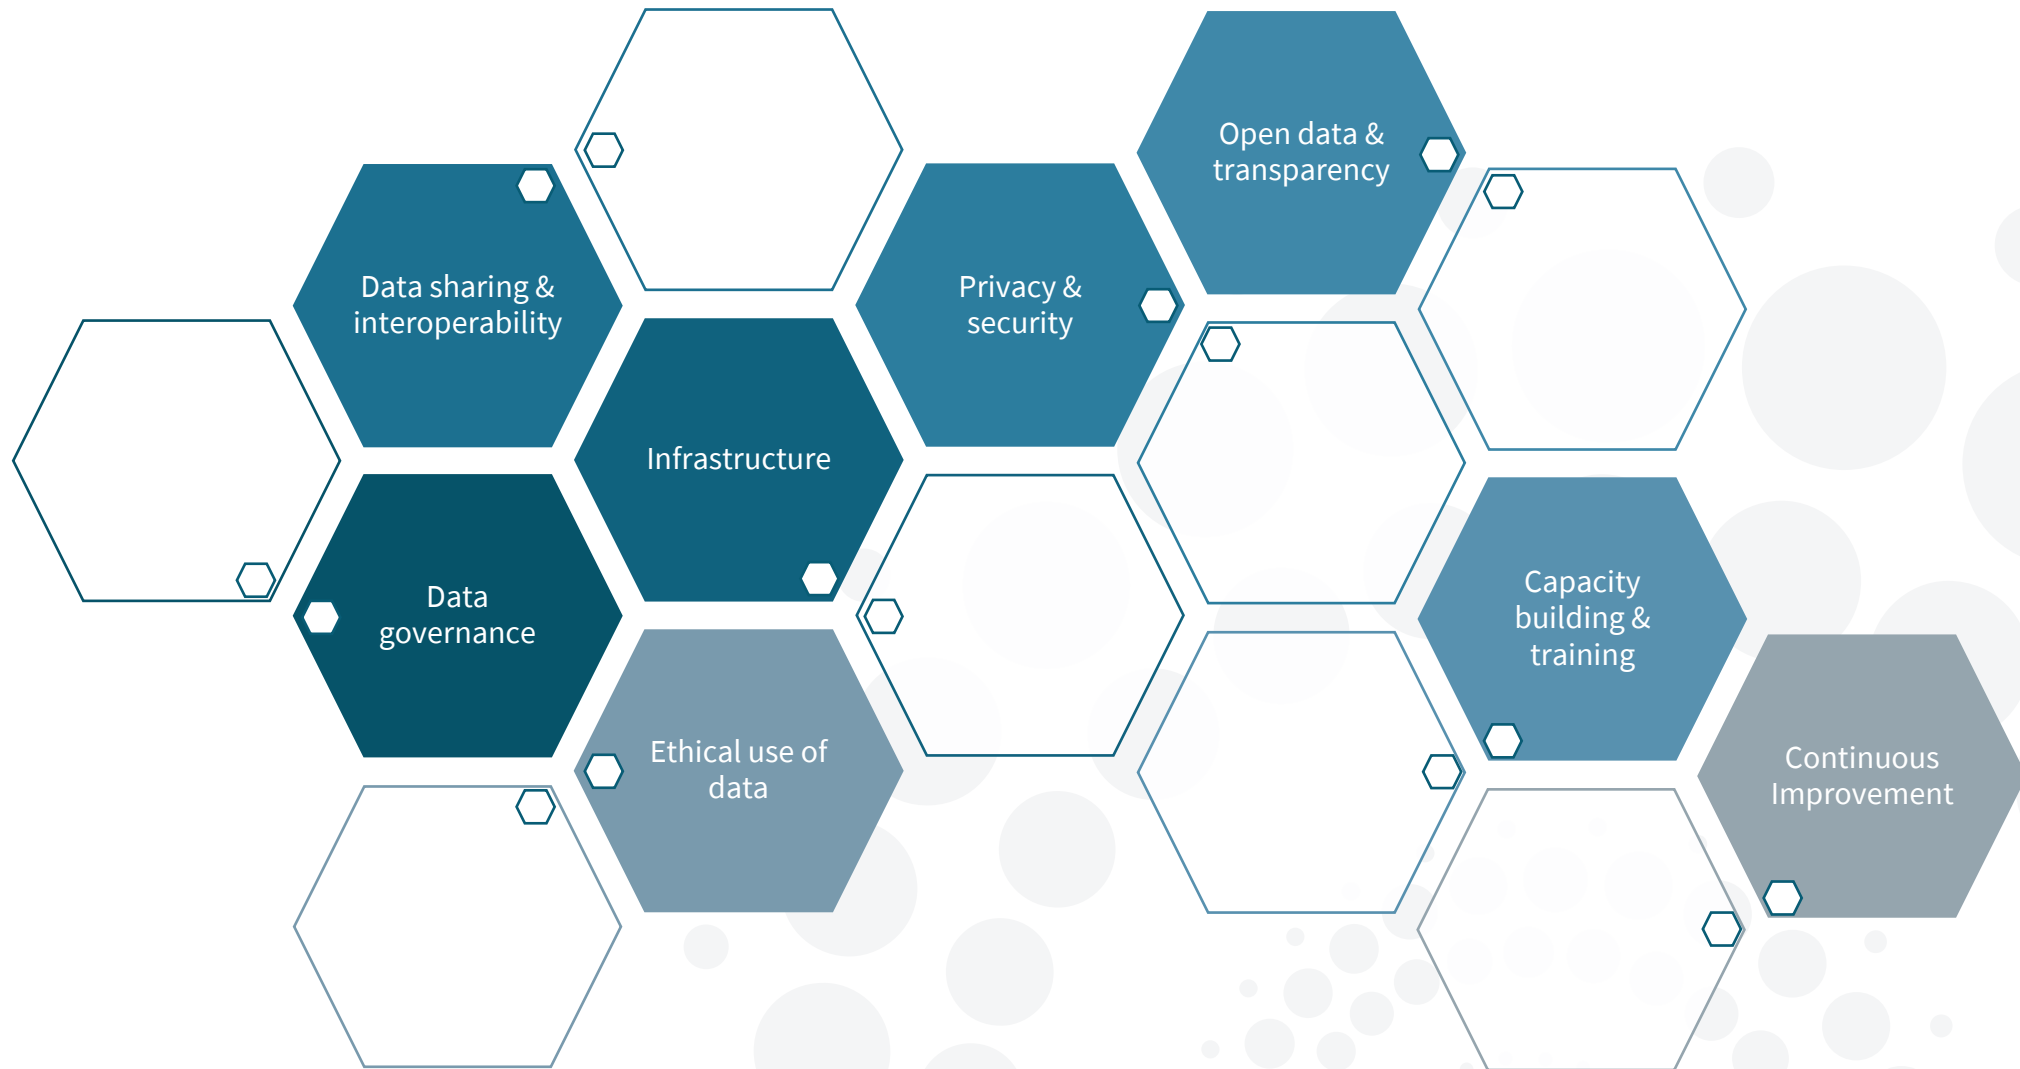 Open data &
transparency
Data sharing &
interoperability
Privacy &
security
Infrastructure
Data
governance
Capacity
building &
training
Ethical use of
data
Continuous
Improvement